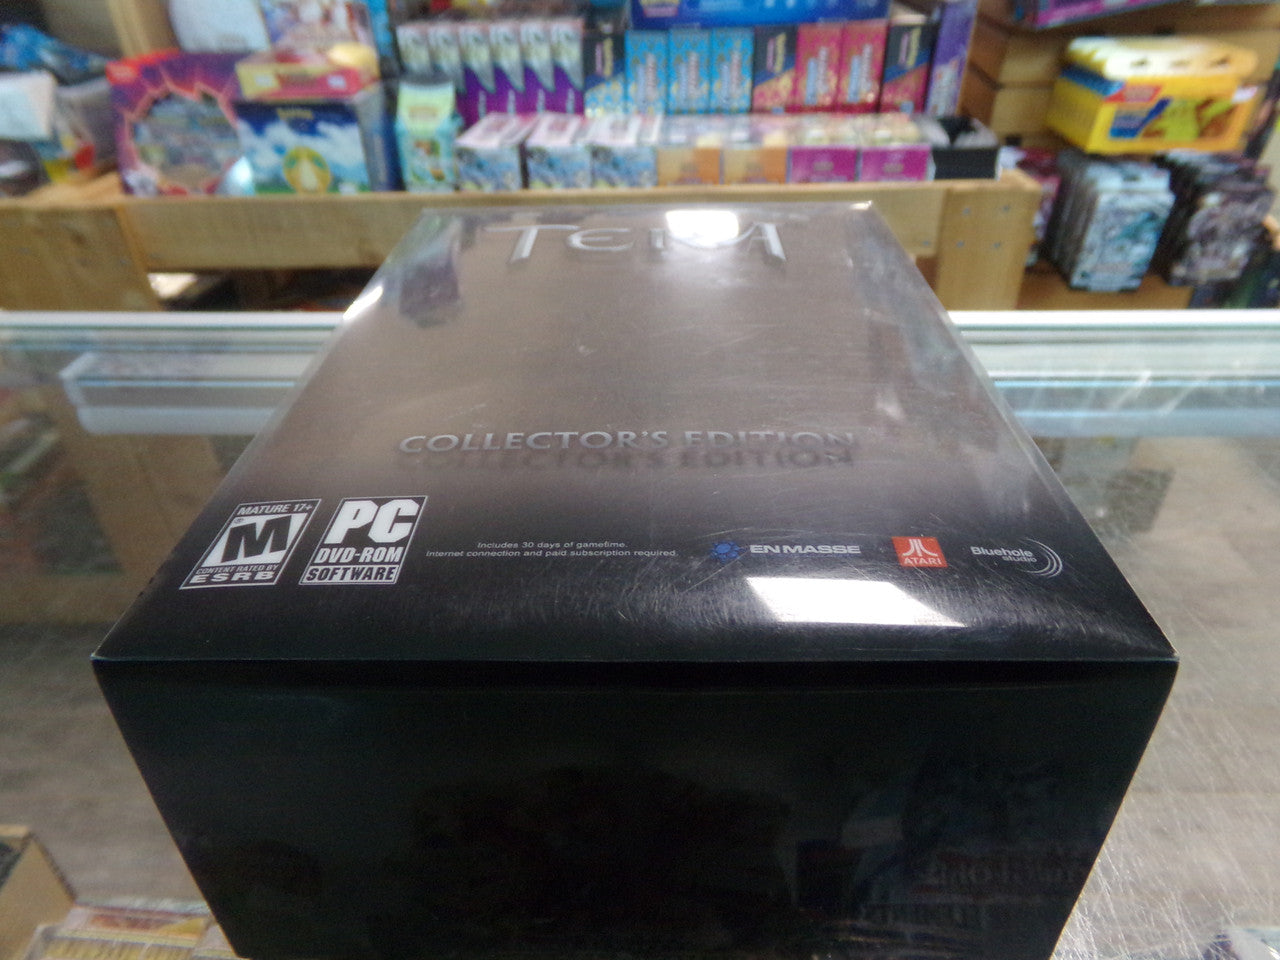 TERA
COLLECTOR'S EDITION
MATURE 17+
M
CONTENT RATED BY
ESRB
PC
DVD-ROM
SOFTWARE
Includes 30 days of gametime.
Internet connection and paid subscription required.
EN MASSE
ATARI
Bluehole
studio